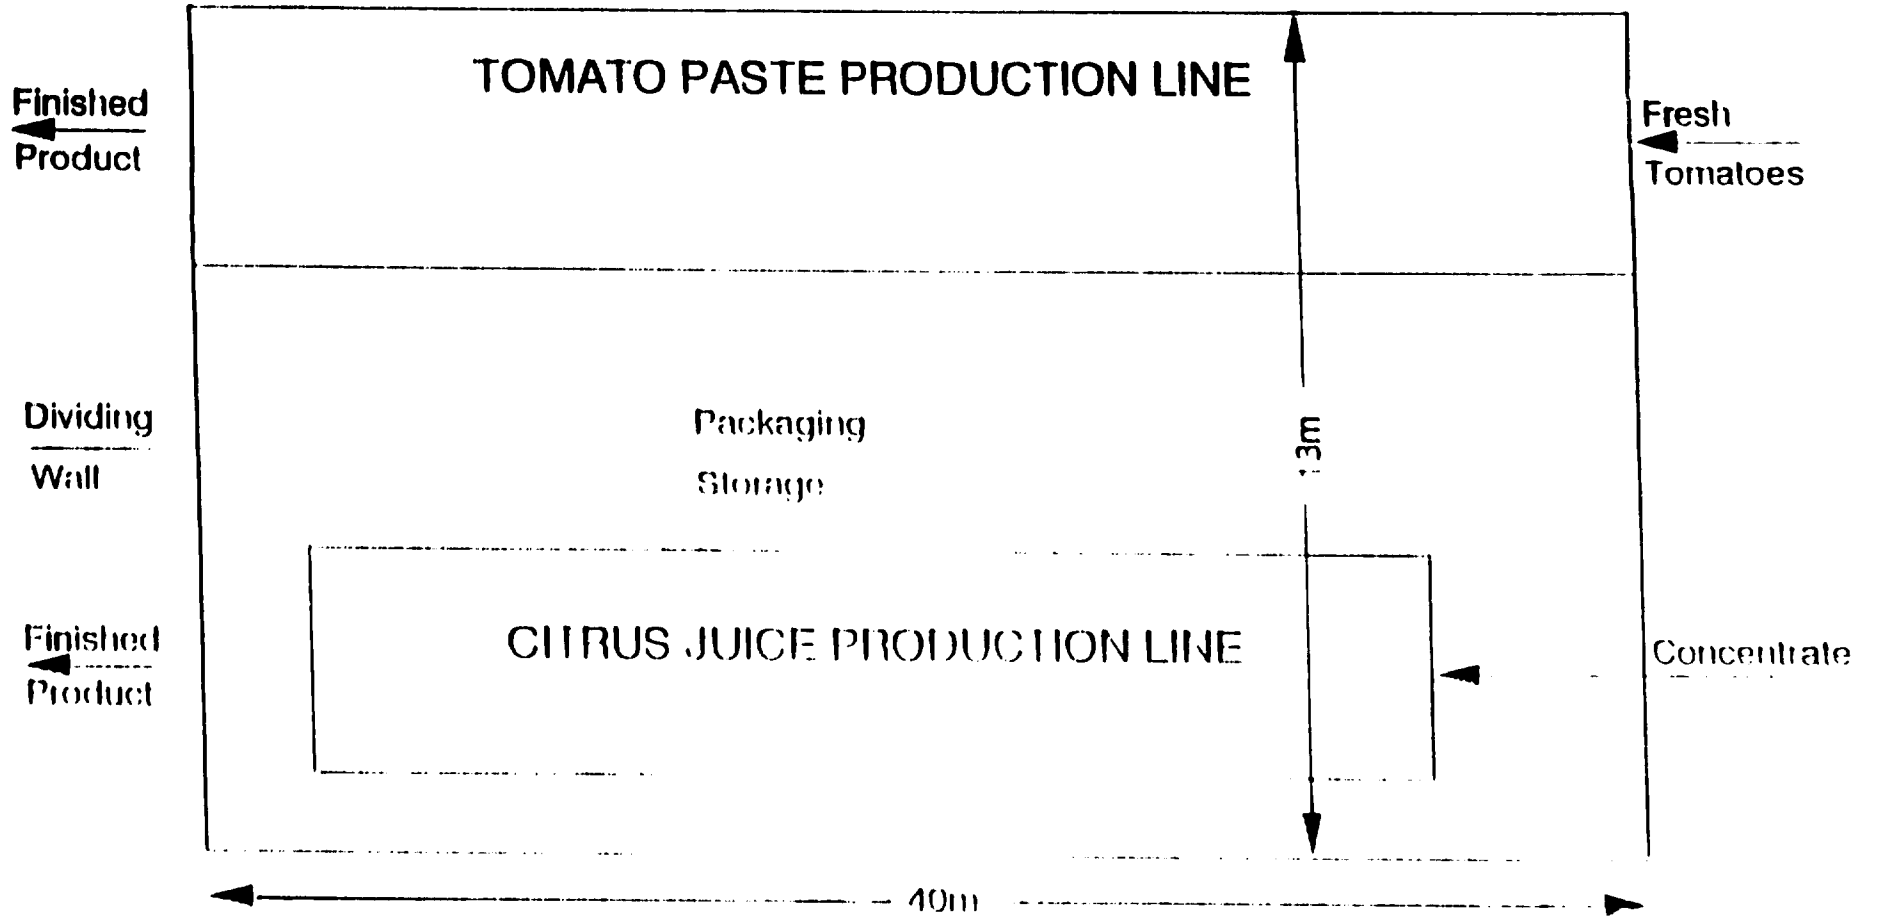 TOMATO PASTE PRODUCTION LINE
Finished
Product
Fresh
Tomatoes
Dividing
Wall
Packaging
Storage
13m
Finished
Product
CITRUS JUICE PRODUCTION LINE
Concentrate
40m